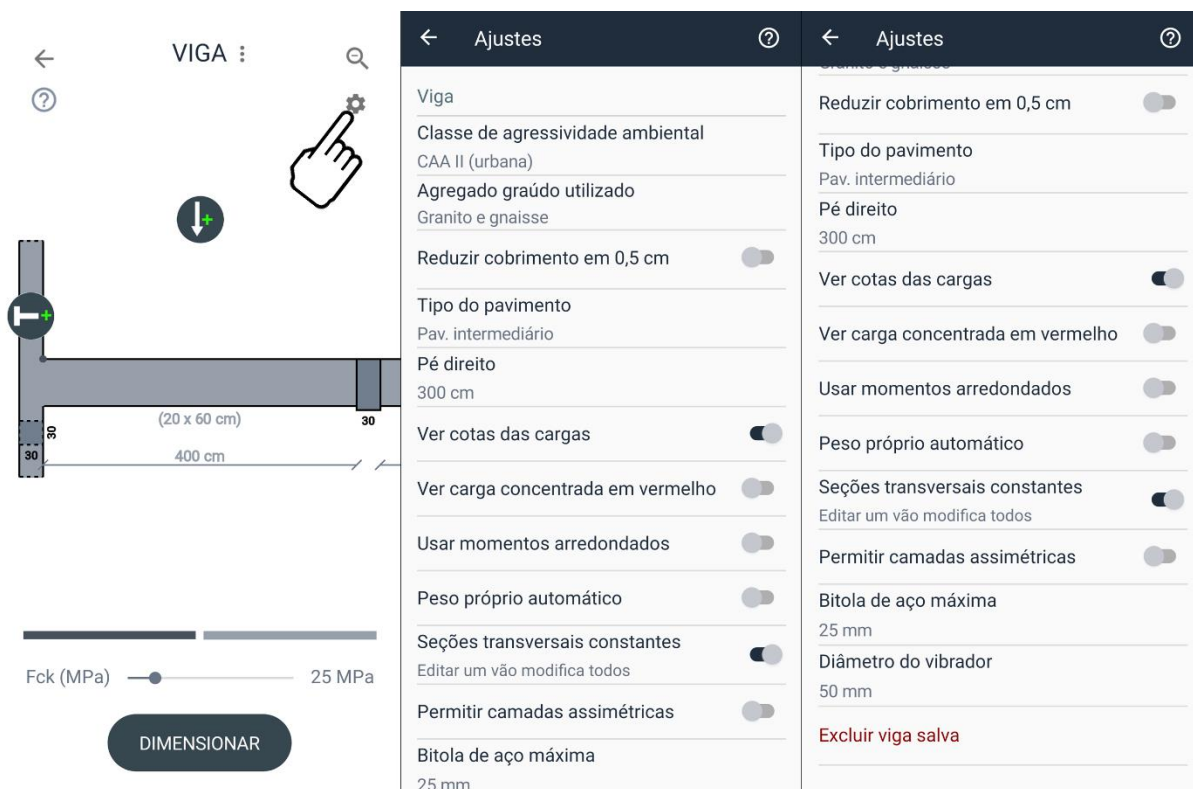 VIGA
(20 x 60 cm)
30
30
30
400 cm
Fck (MPa)
25 MPa
DIMENSIONAR
Ajustes
Viga
Classe de agressividade ambiental
CAA II (urbana)
Agregado graúdo utilizado
Granito e gnaisse
Reduzir cobrimento em 0,5 cm
Tipo do pavimento
Pav. intermediário
Pé direito
300 cm
Ver cotas das cargas
Ver carga concentrada em vermelho
Usar momentos arredondados
Peso próprio automático
Seções transversais constantes
Editar um vão modifica todos
Permitir camadas assimétricas
Bitola de aço máxima
25 mm
Ajustes
Granito e gnaisse
Reduzir cobrimento em 0,5 cm
Tipo do pavimento
Pav. intermediário
Pé direito
300 cm
Ver cotas das cargas
Ver carga concentrada em vermelho
Usar momentos arredondados
Peso próprio automático
Seções transversais constantes
Editar um vão modifica todos
Permitir camadas assimétricas
Bitola de aço máxima
25 mm
Diâmetro do vibrador
50 mm
Excluir viga salva